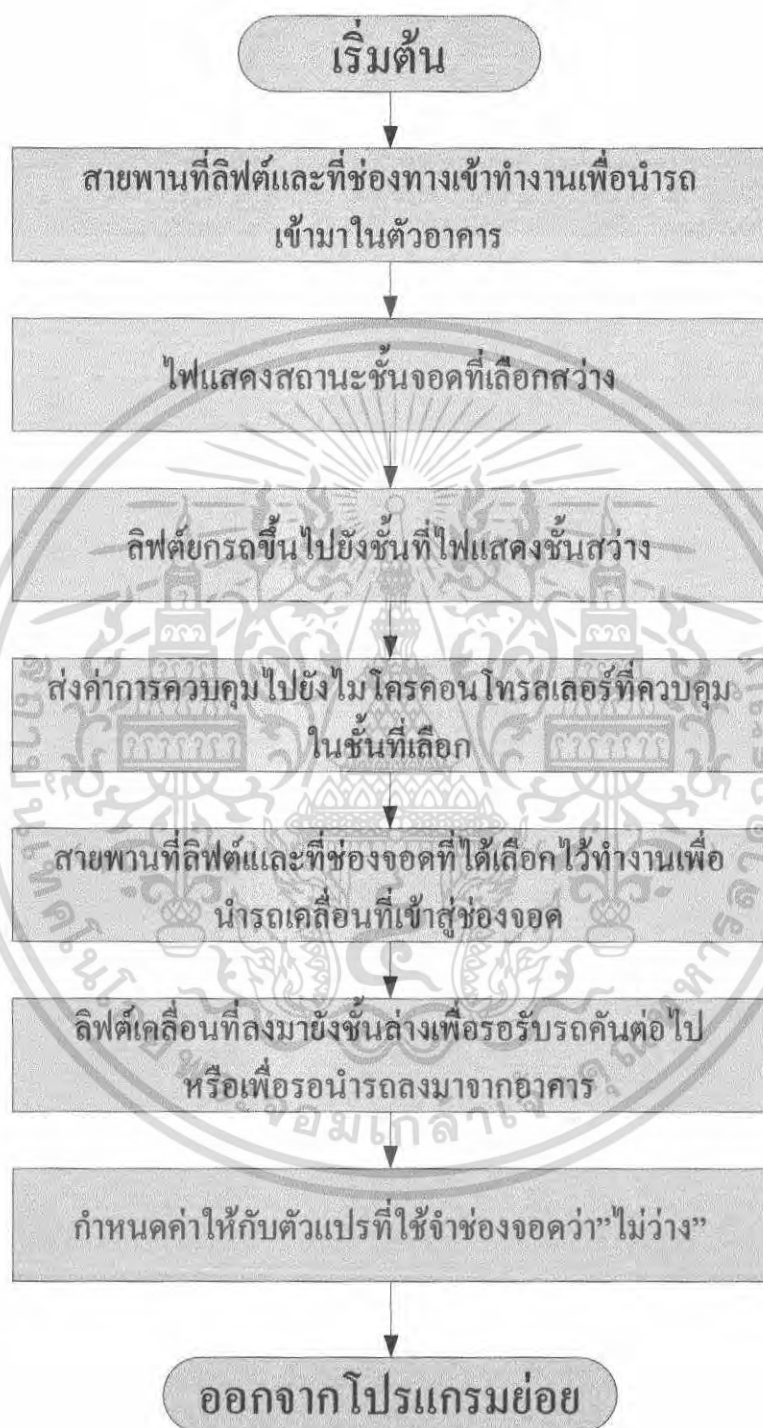 เริ่มต้น
สายพานที่ลิฟต์และที่ช่องทางเข้าทำงานเพื่อนำรถ
เข้ามาในตัวอาคาร
ไฟแสดงสถานะชั้นจอดที่เลือกสว่าง
ลิฟต์ยกรถขึ้นไปยังชั้นที่ไฟแสดงชั้นสว่าง
ส่งค่าการควบคุมไปยังไมโครคอนโทรลเลอร์ที่ควบคุม
ในชั้นที่เลือก
สายพานที่ลิฟต์และที่ช่องจอดที่ได้เลือกไว้ทำงานเพื่อ
นำรถเคลื่อนที่เข้าสู่ช่องจอด
ลิฟต์เคลื่อนที่ลงมายังชั้นล่างเพื่อรอรับรถคันต่อไป
หรือเพื่อรอนำรถลงมาจากอาคาร
กำหนดค่าให้กับตัวแปรที่ใช้จำช่องจอดว่า"ไม่ว่าง"
ออกจากโปรแกรมย่อย